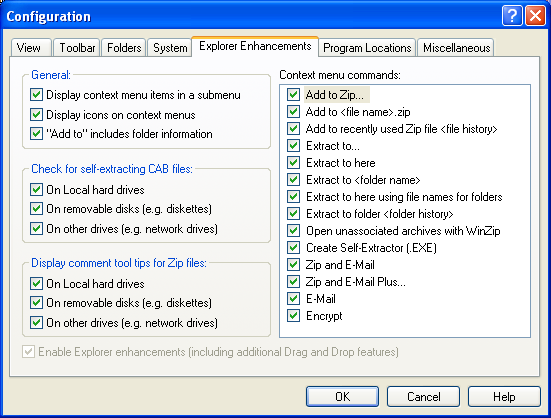 Configuration
View Toolbar Folders System Explorer Enhancements Program Locations Miscellaneous
General:
Display context menu items in a submenu
Display icons on context menus
"Add to" includes folder information
Check for self-extracting CAB files:
On Local hard drives
On removable disks (e.g. diskettes)
On other drives (e.g. network drives)
Display comment tool tips for Zip files:
On Local hard drives
On removable disks (e.g. diskettes)
On other drives (e.g. network drives)
Context menu commands:
Add to Zip...
Add to <file name>.zip
Add to recently used Zip file <file history>
Extract to...
Extract to here
Extract to <folder name>
Extract to here using file names for folders
Extract to folder <folder history>
Open unassociated archives with WinZip
Create Self-Extractor (.EXE)
Zip and E-Mail
Zip and E-Mail Plus...
E-Mail
Encrypt
Enable Explorer enhancements (including additional Drag and Drop features)
OK Cancel Help